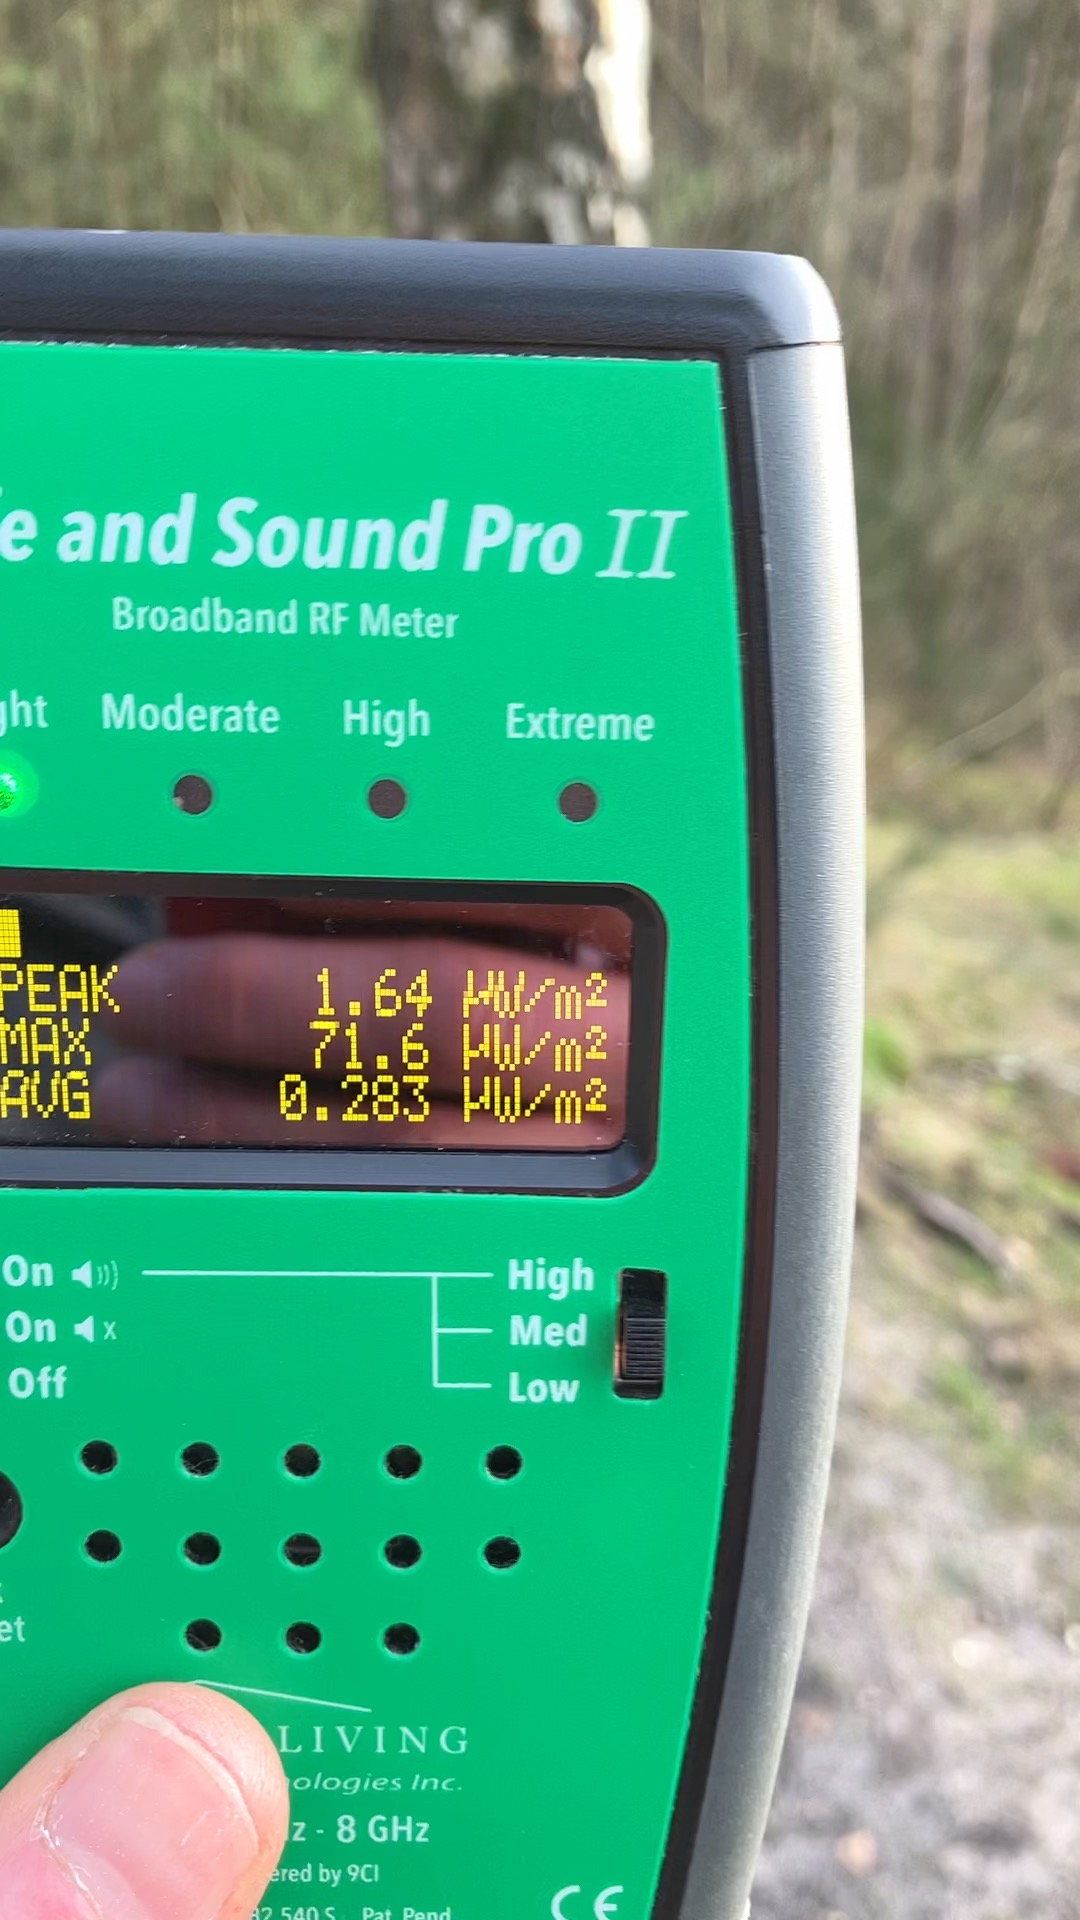 e and Sound Pro II
Broadband RF Meter
ght Moderate High Extreme
PEAK 1.64 µW/m²
MAX 71.6 µW/m²
AVG 0.283 µW/m²
On High
On x Med
Off Low
et
LIVING
ologies Inc.
z - 8 GHz
ered by 9CI
82,540 S Pat. Pend
CE